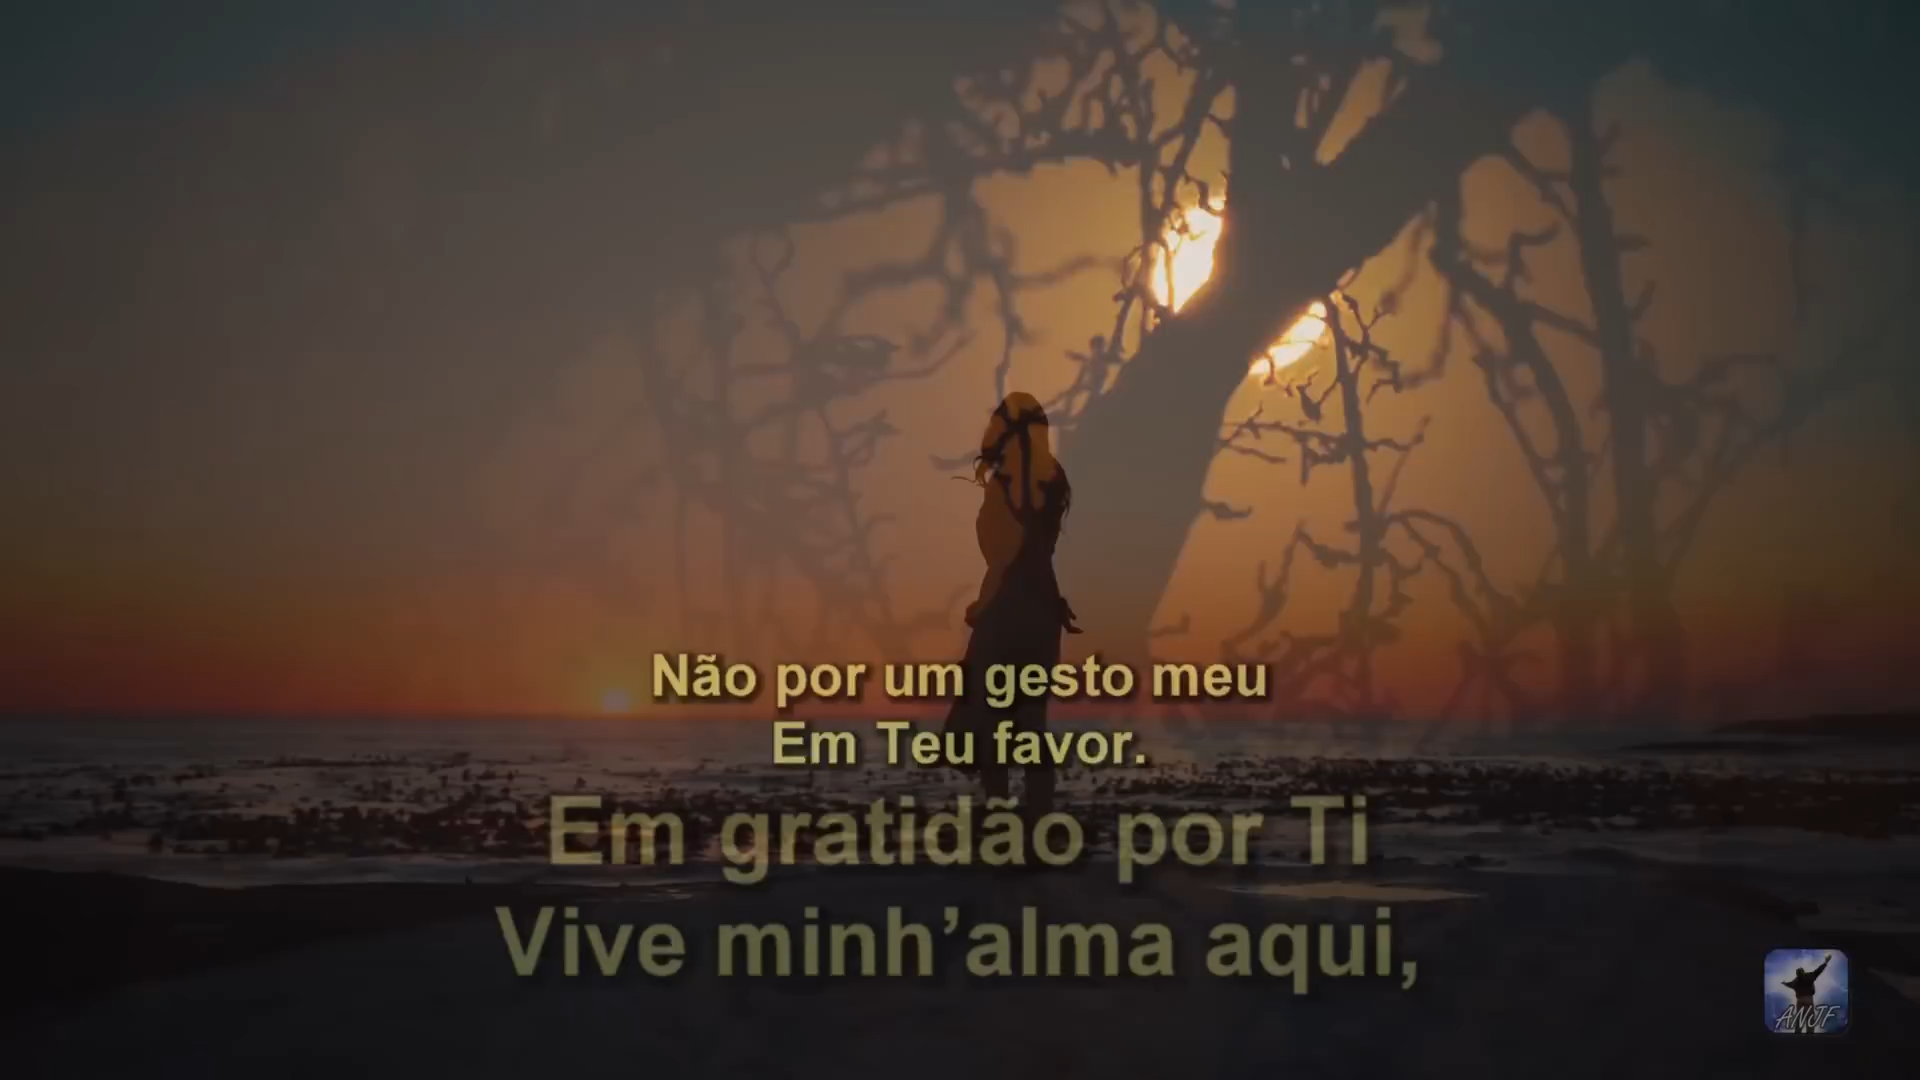 Não por um gesto meu
Em Teu favor.
Em gratidão por Ti
Vive minh’alma aqui,
ANJF